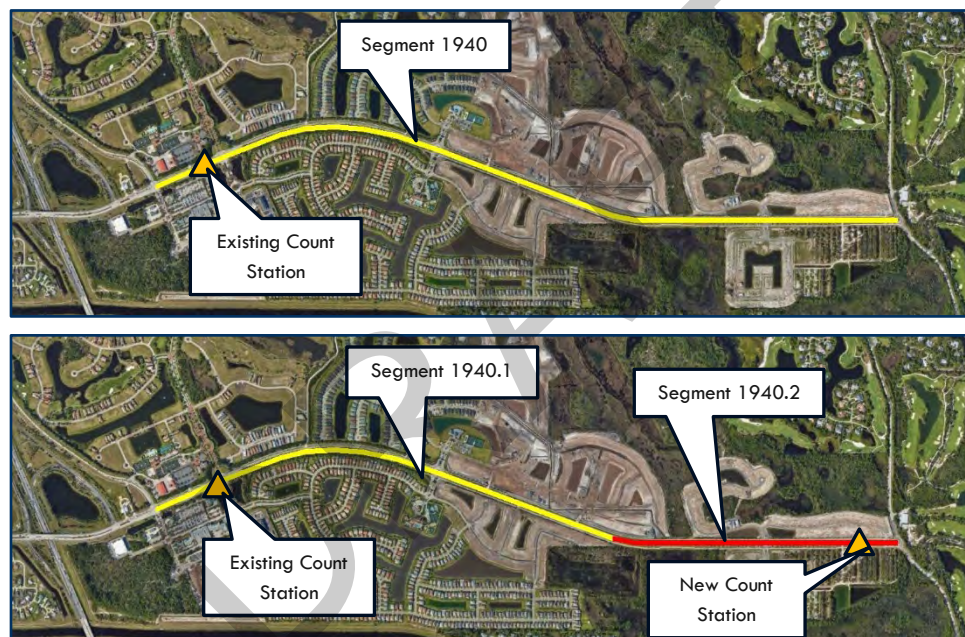 Segment 1940
Existing Count
Station
Segment 1940.1
Segment 1940.2
Existing Count
Station
New Count
Station